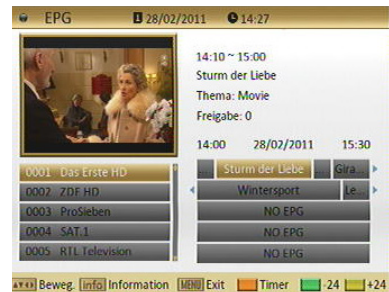 EPG 28/02/2011 14:27
14:10 ~ 15:00
Sturm der Liebe
Thema: Movie
Freigabe: 0
14:00 28/02/2011 15:30
0001 Das Erste HD
... Sturm der Liebe ... Gira...
0002 ZDF HD
Wintersport Le...
0003 ProSieben
NO EPG
0004 SAT.1
NO EPG
0005 RTL Television
NO EPG
Beweg. info Information MENU Exit Timer -24 +24